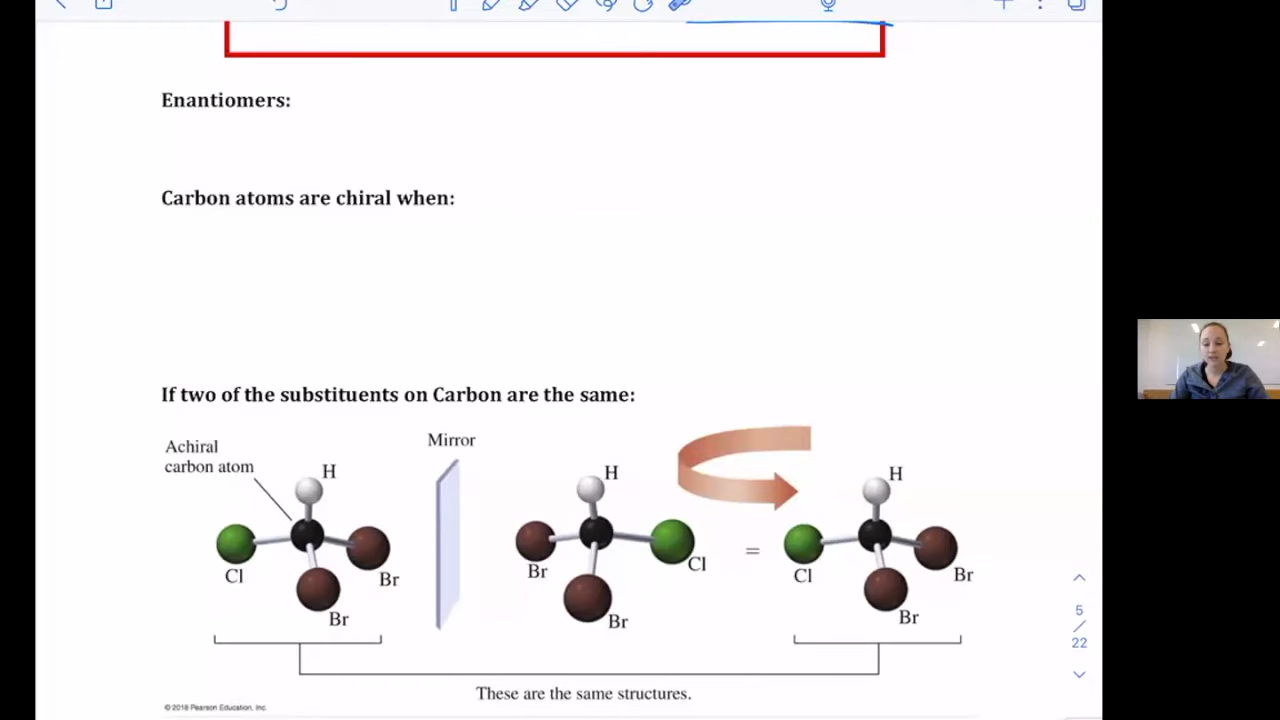 Enantiomers:
Carbon atoms are chiral when:
If two of the substituents on Carbon are the same:
Achiral
carbon atom
Mirror
H
Cl
Br
Br
H
Br
Cl
Br
=
H
Cl
Br
Br
These are the same structures.
© 2018 Pearson Education, Inc.
5
/
22